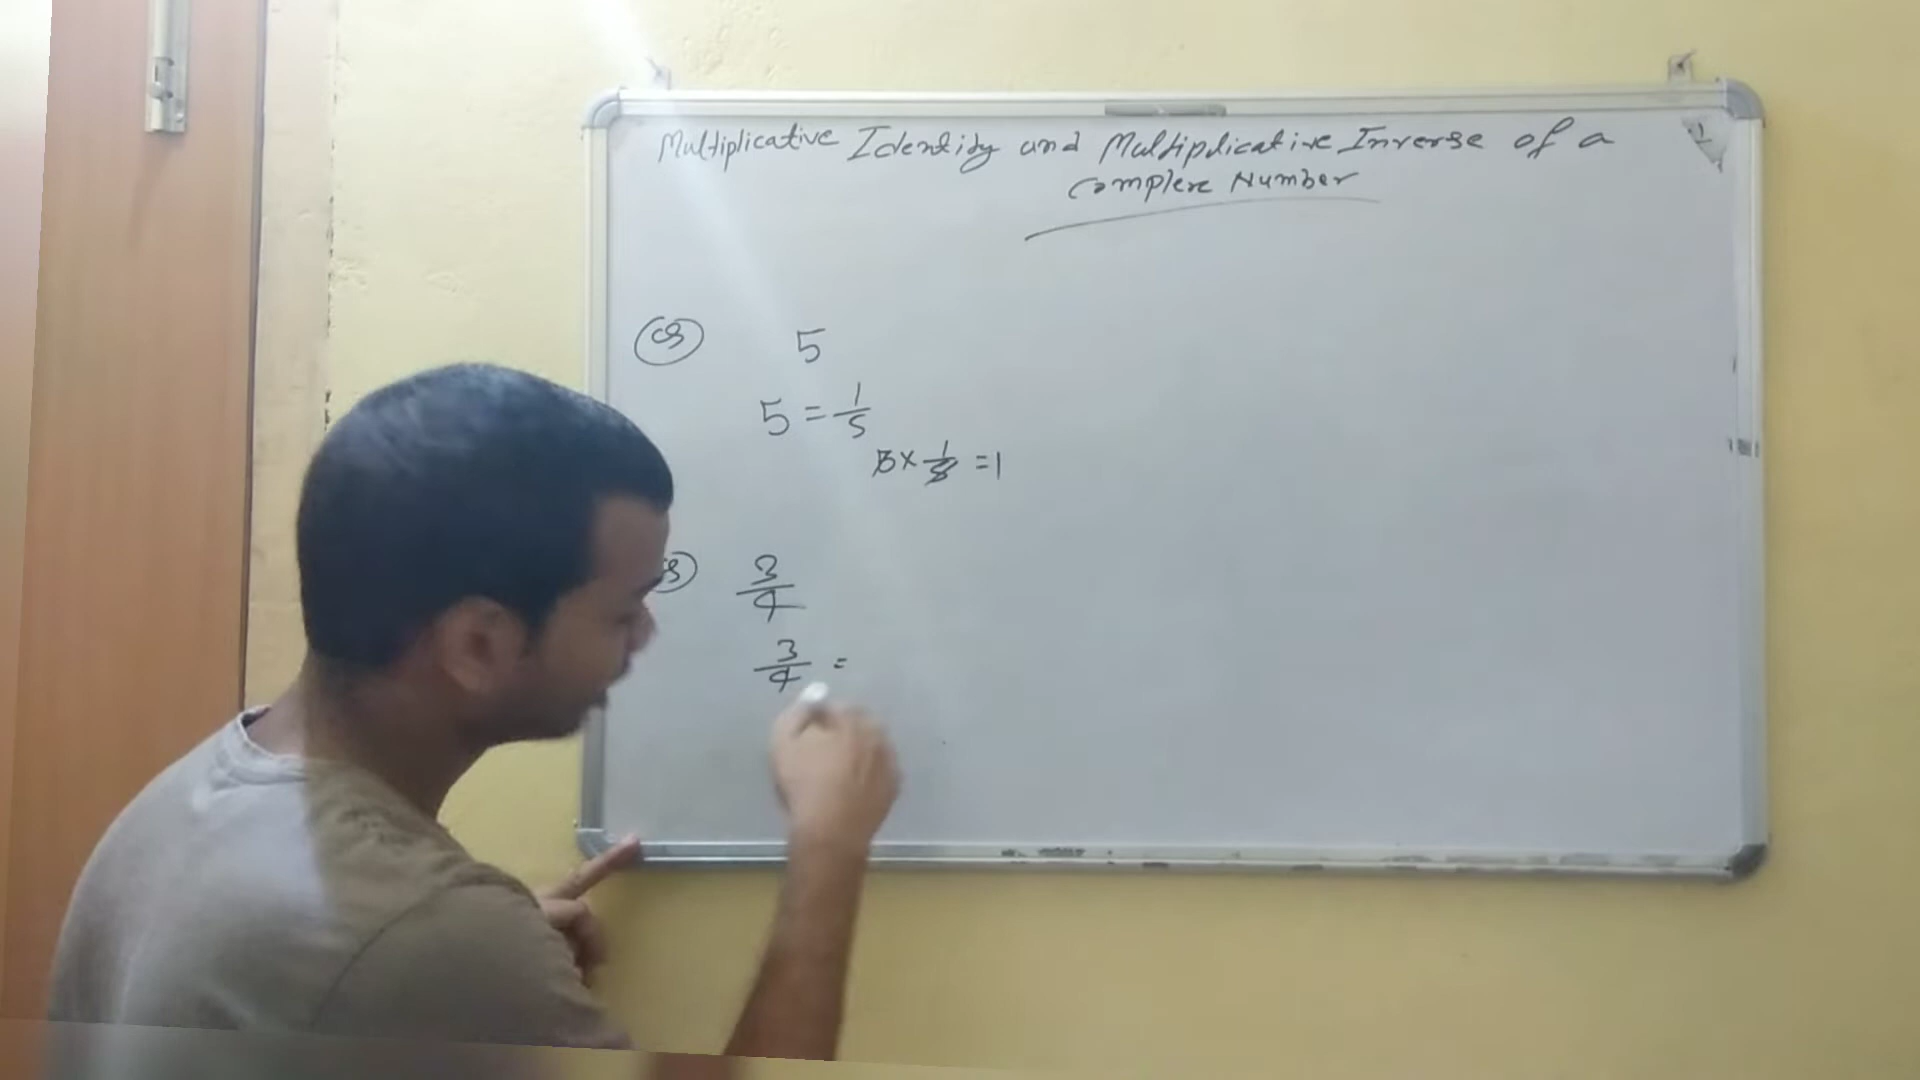 Multiplicative Identity and Multiplicative Inverse of a
Complex Number
5
5 = 1/5
5 × 1/5 = 1
3/4
3/4 =